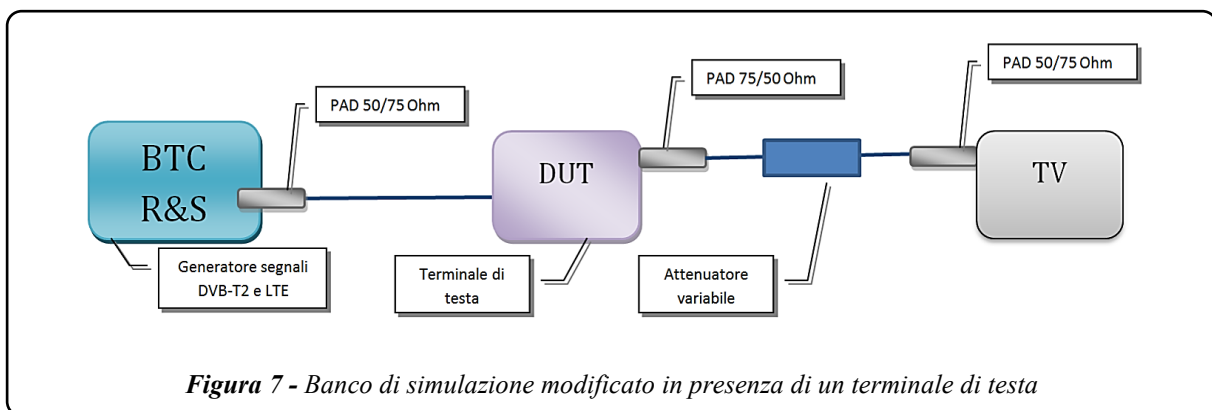 PAD 50/75 Ohm
PAD 75/50 Ohm
PAD 50/75 Ohm
BTC
R&S
DUT
TV
Generatore segnali
DVB-T2 e LTE
Terminale di
testa
Attenuatore
variabile
Figura 7 - Banco di simulazione modificato in presenza di un terminale di testa